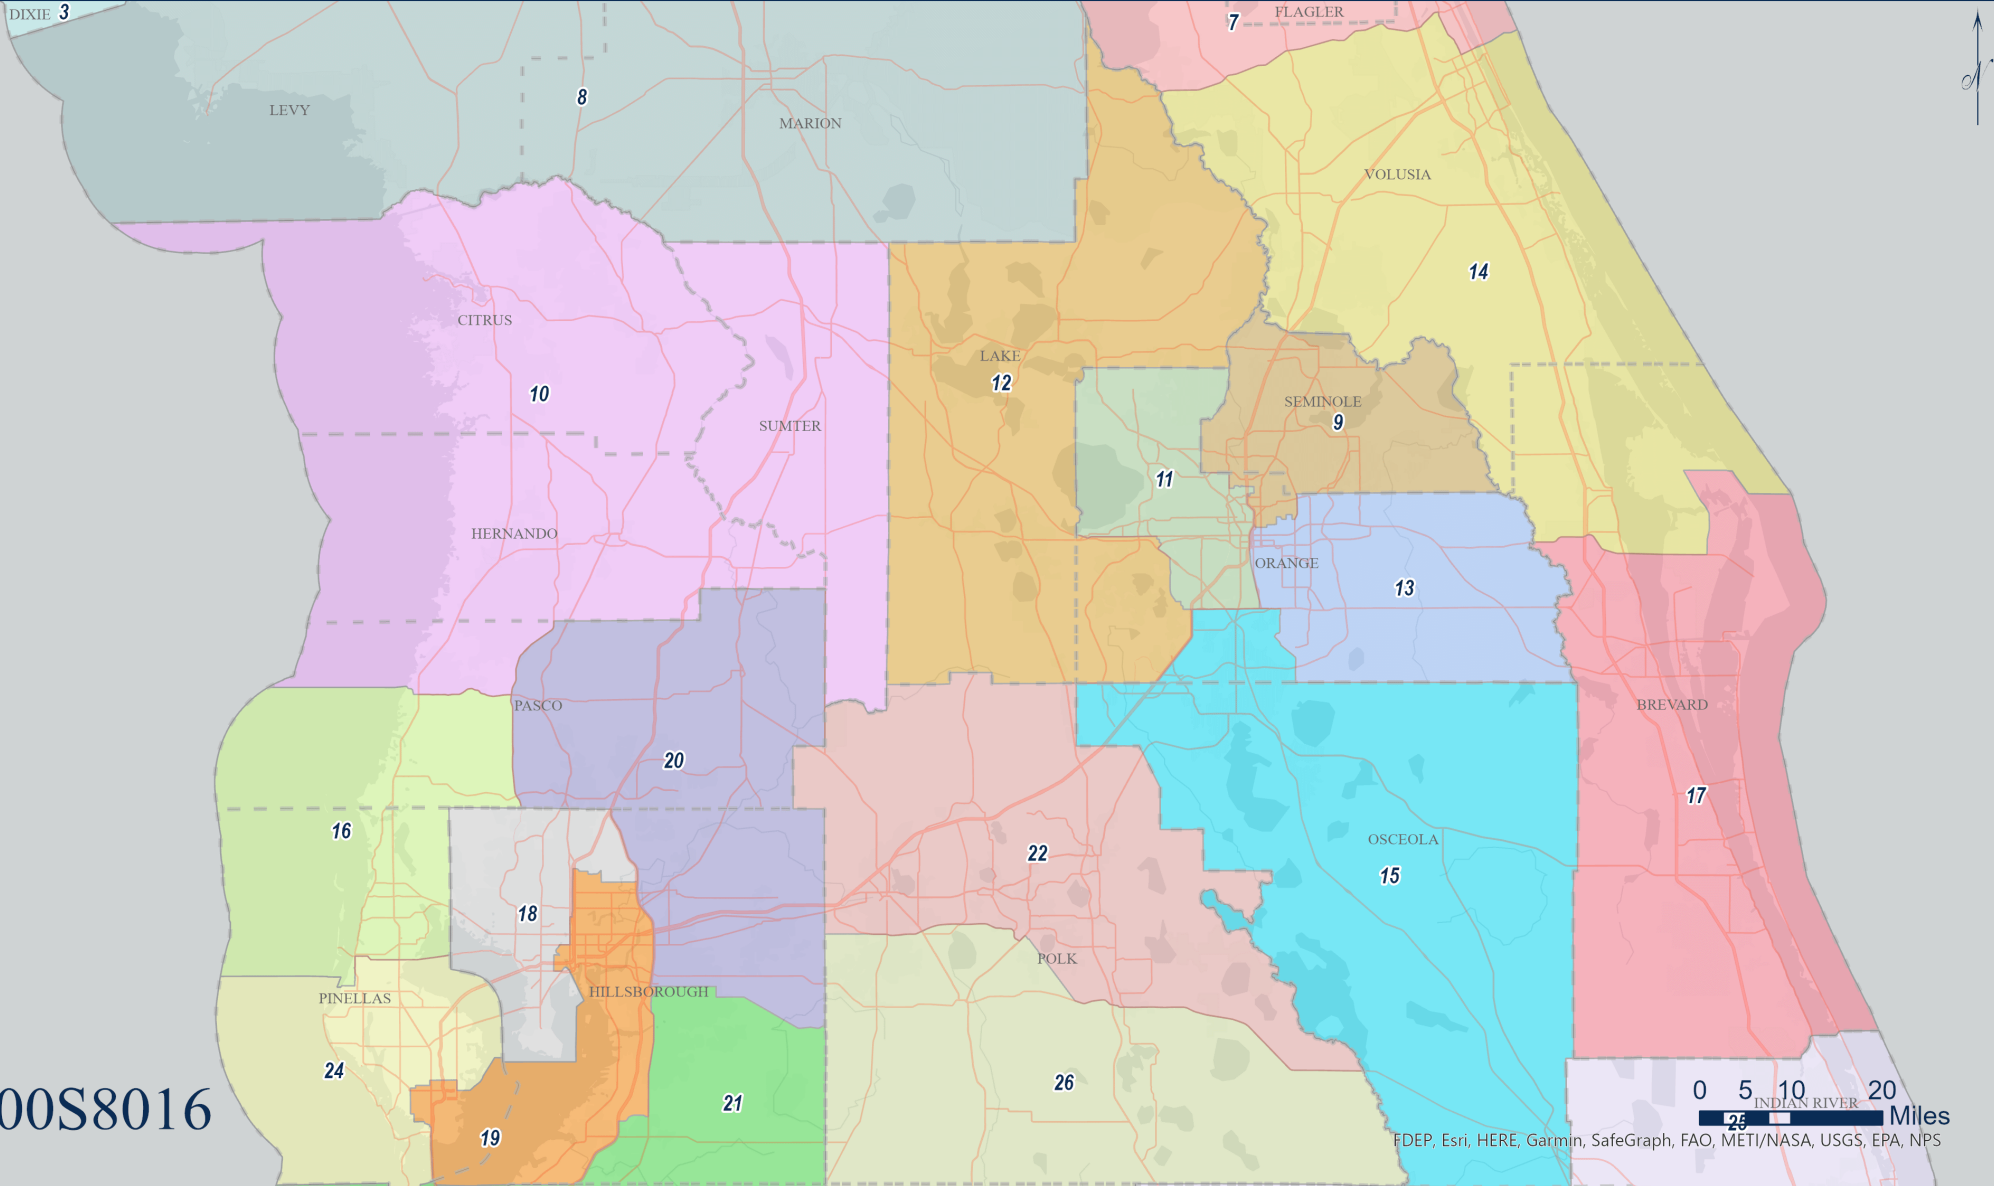 DIXIE 3
7 FLAGLER
N
LEVY
8
MARION
VOLUSIA
14
CITRUS
10
LAKE
12
SUMTER
SEMINOLE
9
11
HERNANDO
ORANGE
13
PASCO
20
BREVARD
17
16
22
OSCEOLA
15
18
POLK
PINELLAS
HILLSBOROUGH
24
26
21
19
00S8016
0 5 10 20
Miles
INDIAN RIVER
25
FDEP, Esri, HERE, Garmin, SafeGraph, FAO, METI/NASA, USGS, EPA, NPS